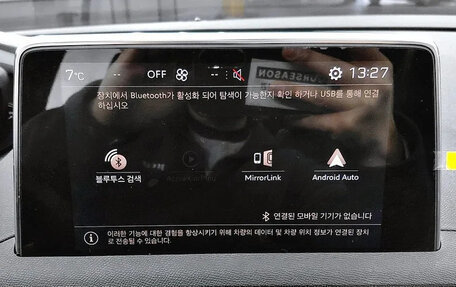 7°C -- OFF -- 13:27
장치에서 Bluetooth가 활성화 되어 탐색이 가능한지 확인 하거나 USB를 통해 연결
하십시오
블루투스 검색 Apple CarPlay MirrorLink Android Auto
연결된 모바일 기기가 없습니다
이러한 기능에 대한 경험을 향상시키기 위해 차량의 데이터 및 차량 위치 정보가 연결된 장치
로 전송될 수 있습니다.